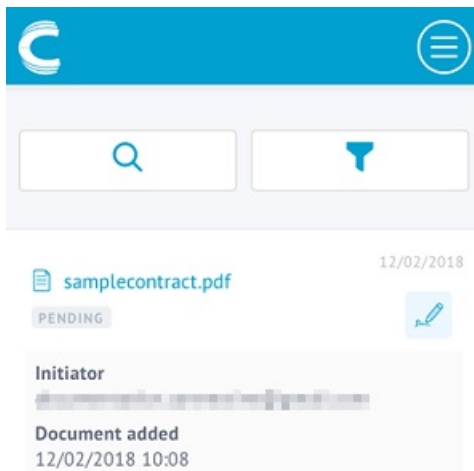 12/02/2018
samplecontract.pdf
PENDING
Initiator
Document added
12/02/2018 10:08